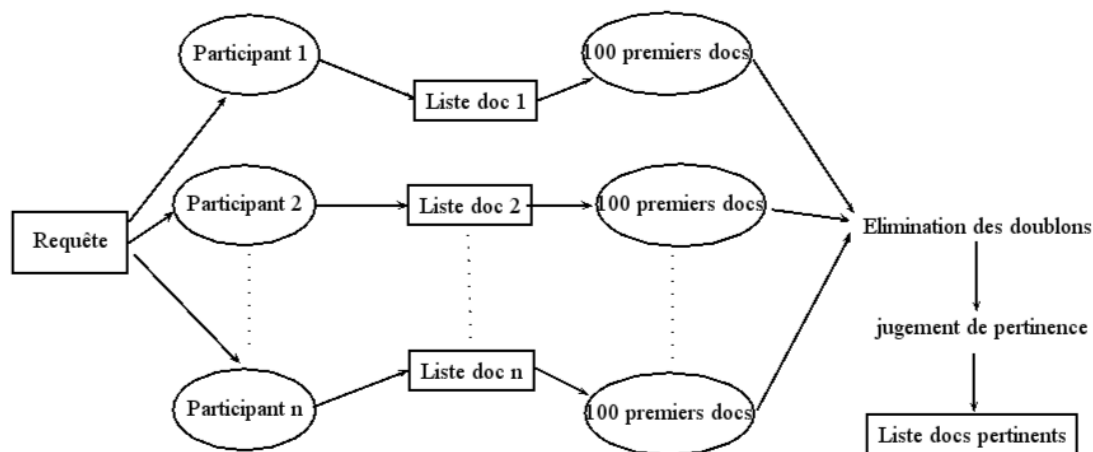 Participant 1
100 premiers docs
Liste doc 1
Participant 2
Liste doc 2
100 premiers docs
Requête
Elimination des doublons
jugement de pertinence
Liste doc n
Participant n
100 premiers docs
Liste docs pertinents